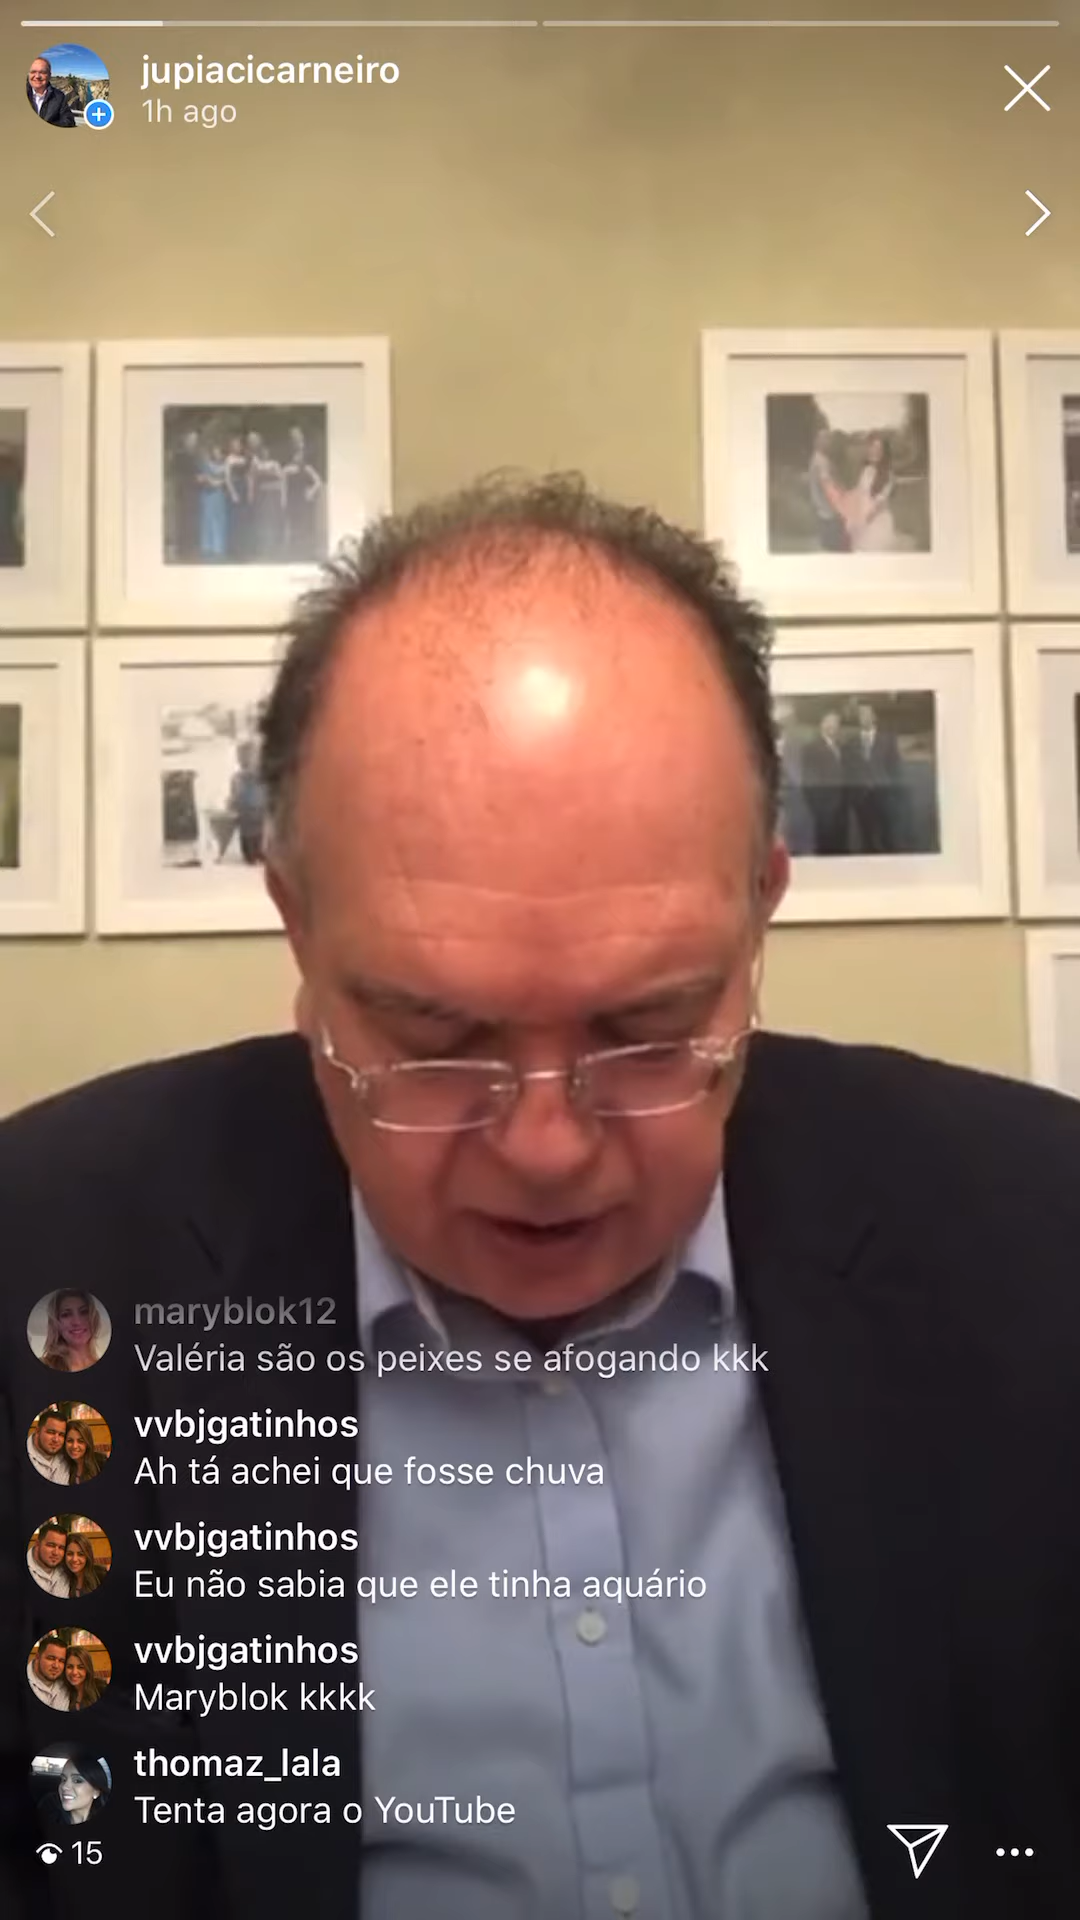 jupiacicarneiro
1h ago
maryblok12
Valéria são os peixes se afogando kkk
vvbjgatinhos
Ah tá achei que fosse chuva
vvbjgatinhos
Eu não sabia que ele tinha aquário
vvbjgatinhos
Maryblok kkkk
thomaz_lala
Tenta agora o YouTube
15